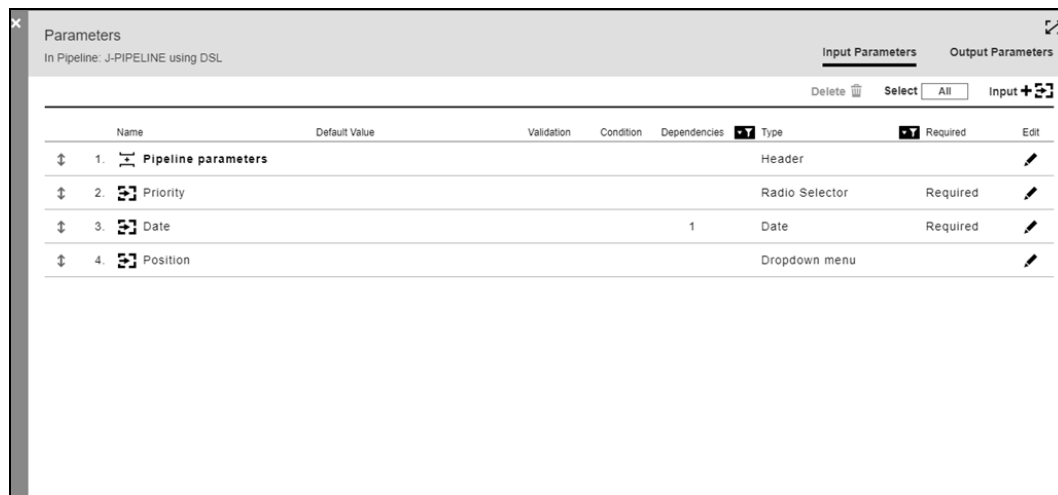 Parameters
In Pipeline: J-PIPELINE using DSL
Input Parameters Output Parameters
Delete Select All Input
Name Default Value Validation Condition Dependencies Type Required Edit
1. Pipeline parameters Header
2. Priority Radio Selector Required
3. Date 1 Date Required
4. Position Dropdown menu